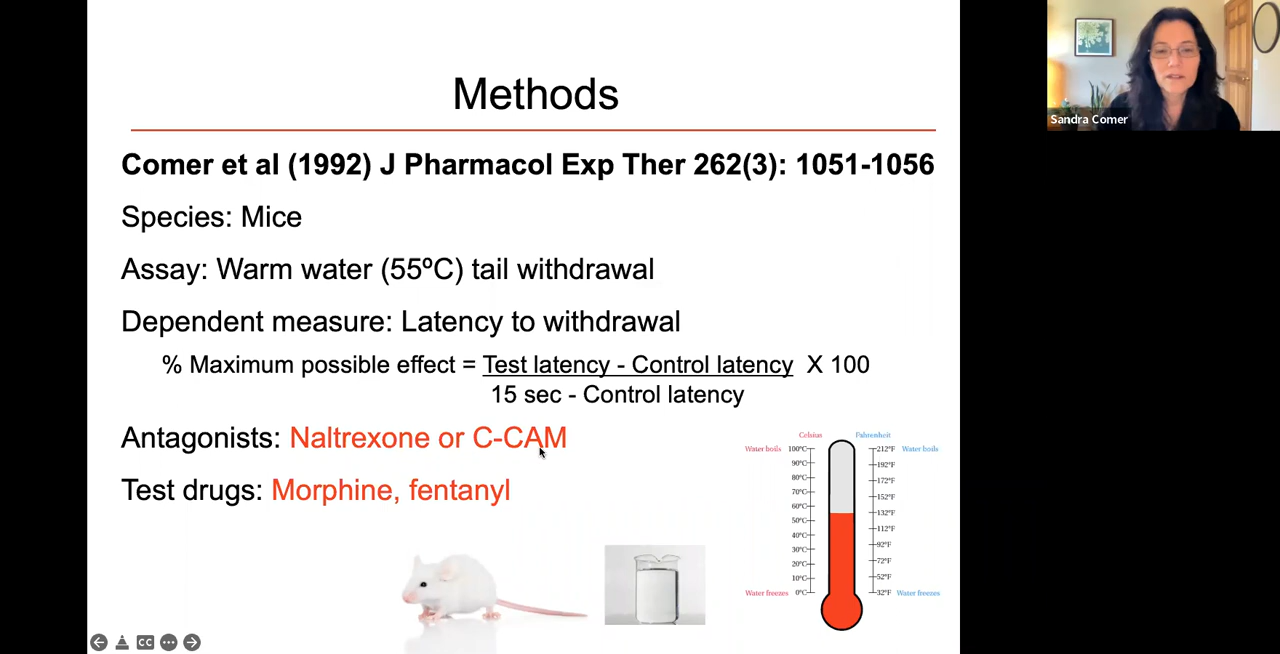 Methods
Comer et al (1992) J Pharmacol Exp Ther 262(3): 1051-1056
Species: Mice
Assay: Warm water (55ºC) tail withdrawal
Dependent measure: Latency to withdrawal
% Maximum possible effect = Test latency - Control latency X 100
15 sec - Control latency
Antagonists: Naltrexone or C-CAM
Test drugs: Morphine, fentanyl
Celsius Fahrenheit
Water boils 100ºC 212ºF Water boils
90ºC 192ºF
80ºC 172ºF
70ºC 152ºF
60ºC 132ºF
50ºC 112ºF
40ºC 92ºF
30ºC 72ºF
20ºC 52ºF
10ºC
Water freezes 0ºC 32ºF Water freezes
CC
Sandra Comer